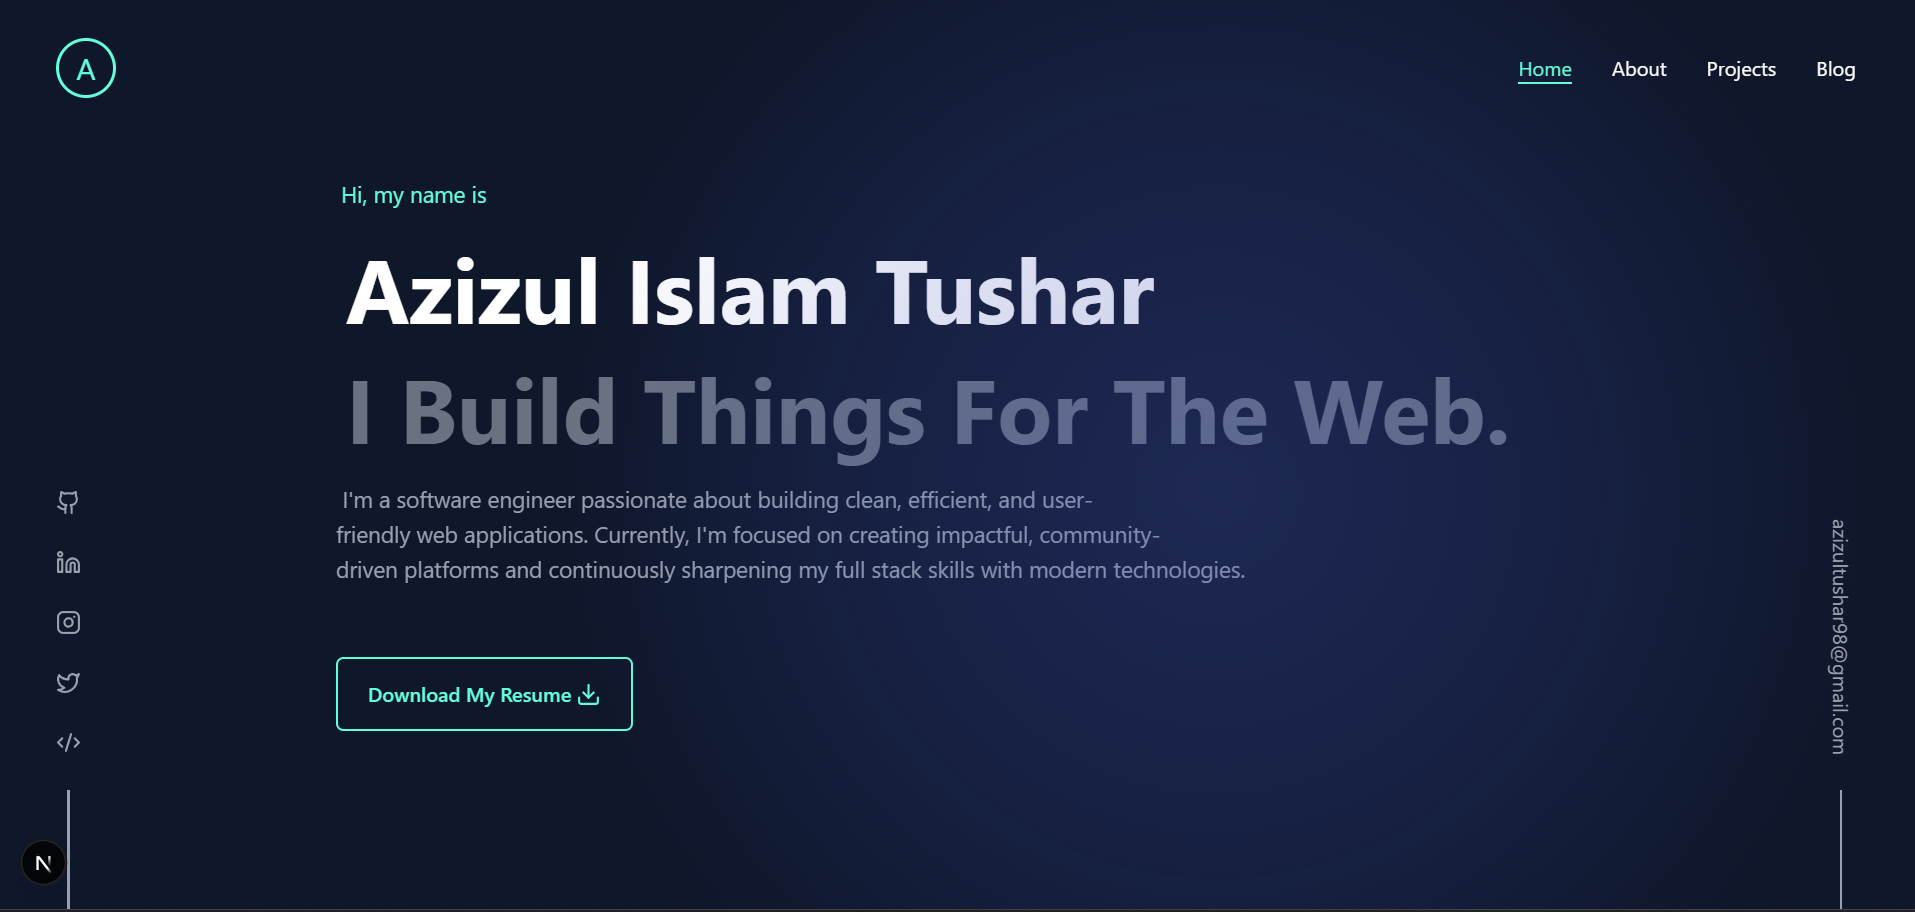 A
Home About Projects Blog
Hi, my name is
Azizul Islam Tushar
I Build Things For The Web.
I'm a software engineer passionate about building clean, efficient, and user-
friendly web applications. Currently, I'm focused on creating impactful, community-
driven platforms and continuously sharpening my full stack skills with modern technologies.
Download My Resume
azizultushar98@gmail.com
N